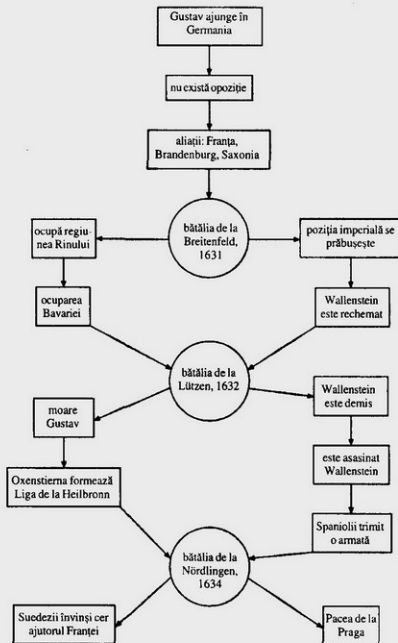 Gustav ajunge în
Germania
nu există opoziție
aliații: Franța,
Brandenburg, Saxonia
bătălia de la
Breitenfeld,
1631
ocupă regiu-
nea Rinului
poziția imperială se
prăbușește
ocuparea
Bavariei
Wallenstein
este rechemat
bătălia de la
Lützen, 1632
moare
Gustav
Wallenstein
este demis
Oxenstierna formează
Liga de la Heilbronn
este asasinat
Wallenstein
Spaniolii trimit
o armată
bătălia de la
Nördlingen,
1634
Suedezii învinși cer
ajutorul Franței
Pacea de la
Praga